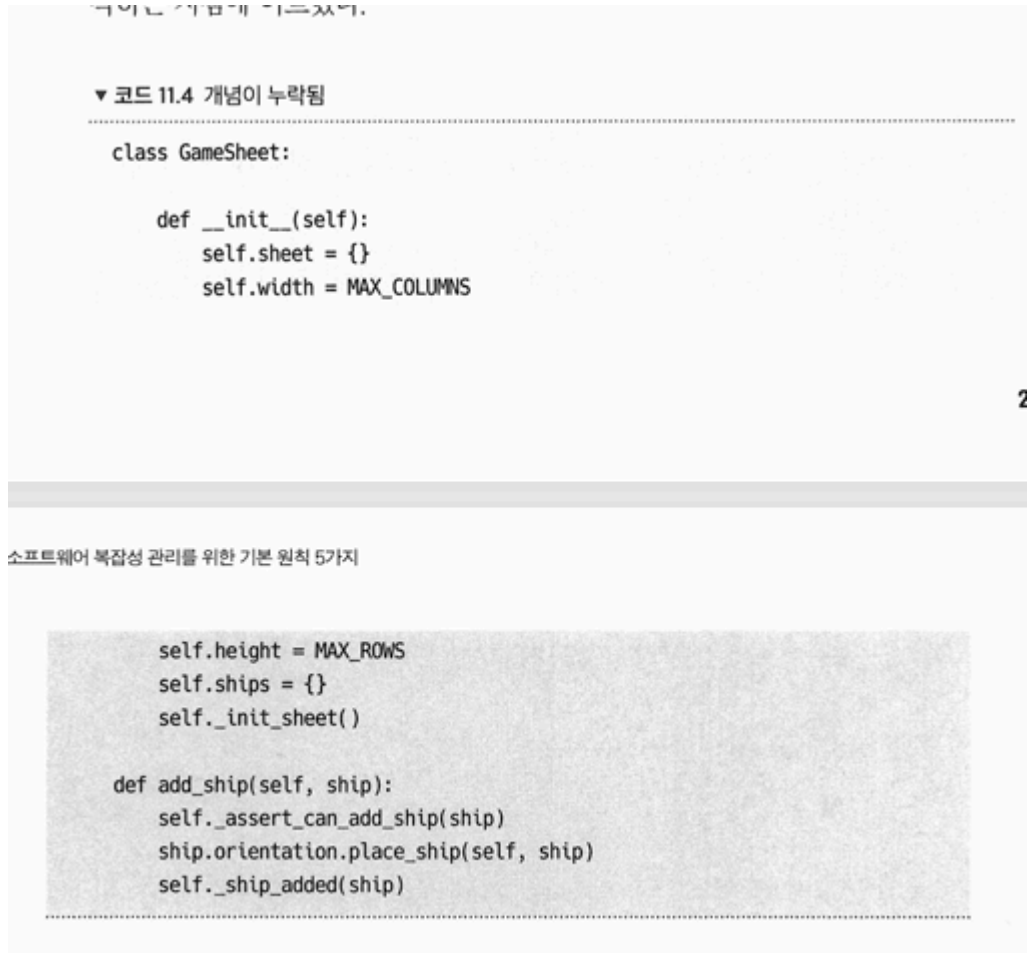 ▼ 코드 11.4 개념이 누락됨
class GameSheet:
    def __init__(self):
        self.sheet = {}
        self.width = MAX_COLUMNS
2
소프트웨어 복잡성 관리를 위한 기본 원칙 5가지
        self.height = MAX_ROWS
        self.ships = {}
        self._init_sheet()
    def add_ship(self, ship):
        self._assert_can_add_ship(ship)
        ship.orientation.place_ship(self, ship)
        self._ship_added(ship)